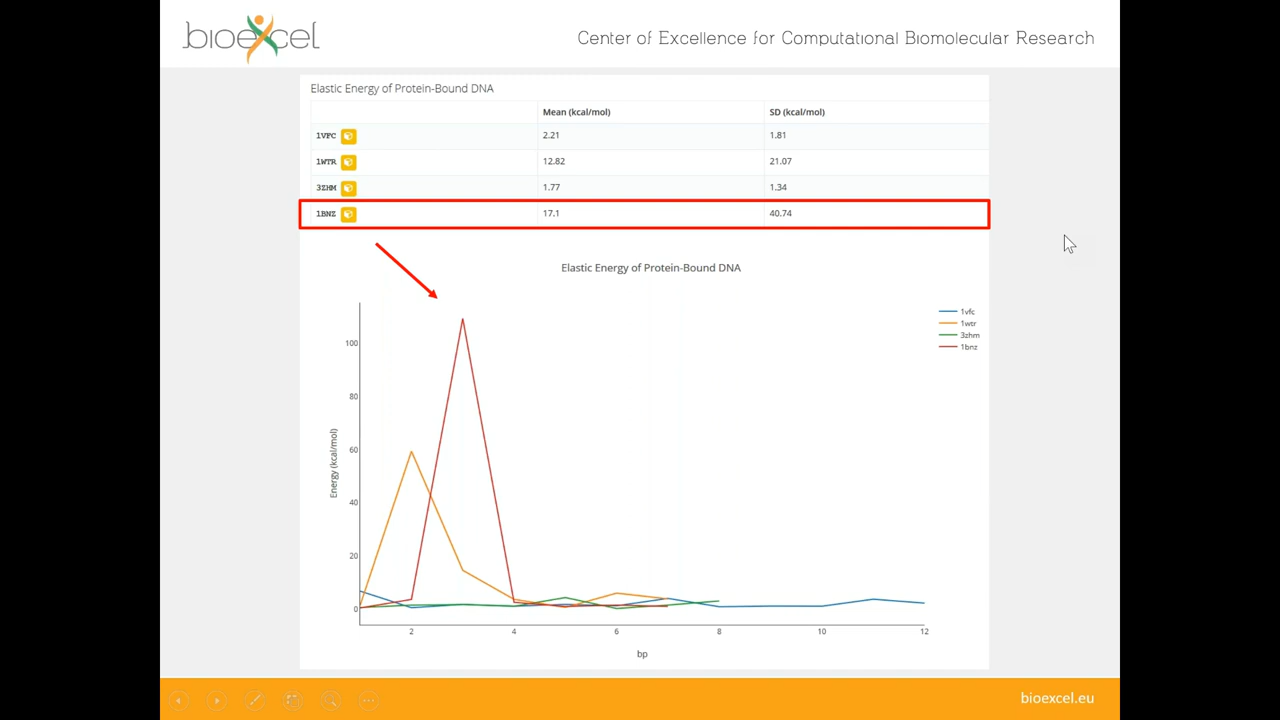 bioexcel
Center of Excellence for Computational Biomolecular Research
Elastic Energy of Protein-Bound DNA
Mean (kcal/mol) SD (kcal/mol)
1VFC 2.21 1.81
1WTR 12.82 21.07
3ZHM 1.77 1.34
1BNZ 17.1 40.74
Elastic Energy of Protein-Bound DNA
1vfc
1wtr
3zhm
1bnz
100
80
60
40
20
0
Energy (kcal/mol)
2 4 6 8 10 12
bp
bioexcel.eu